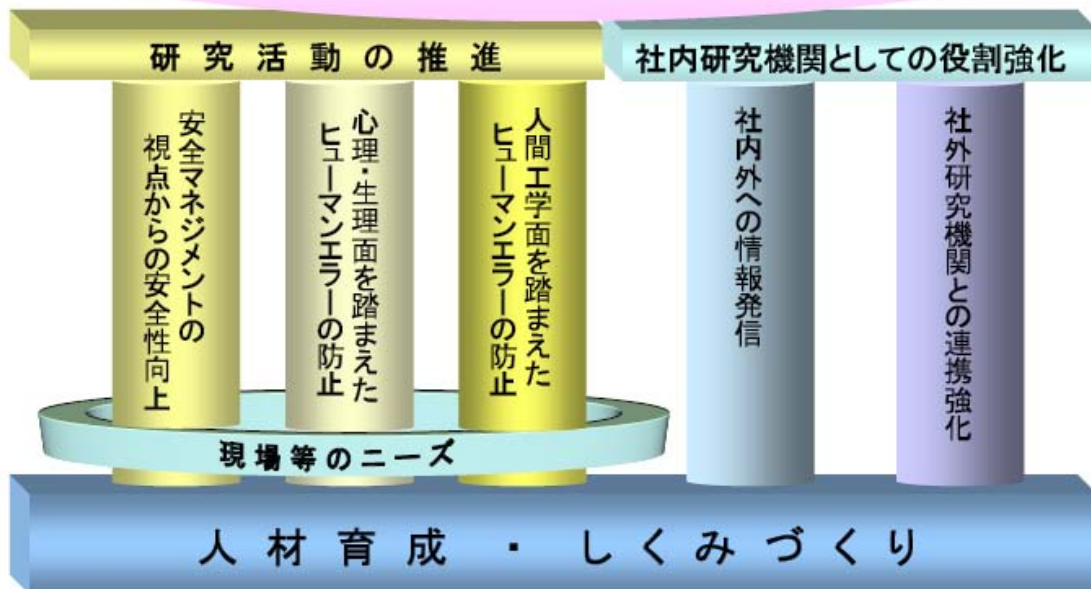 研究活動の推進
社内研究機関としての役割強化
安全マネジメントの
視点からの安全性向上
心理・生理面を踏まえた
ヒューマンエラーの防止
人間工学面を踏まえた
ヒューマンエラーの防止
社内外への情報発信
社外研究機関との連携強化
現場等のニーズ
人材育成・しくみづくり